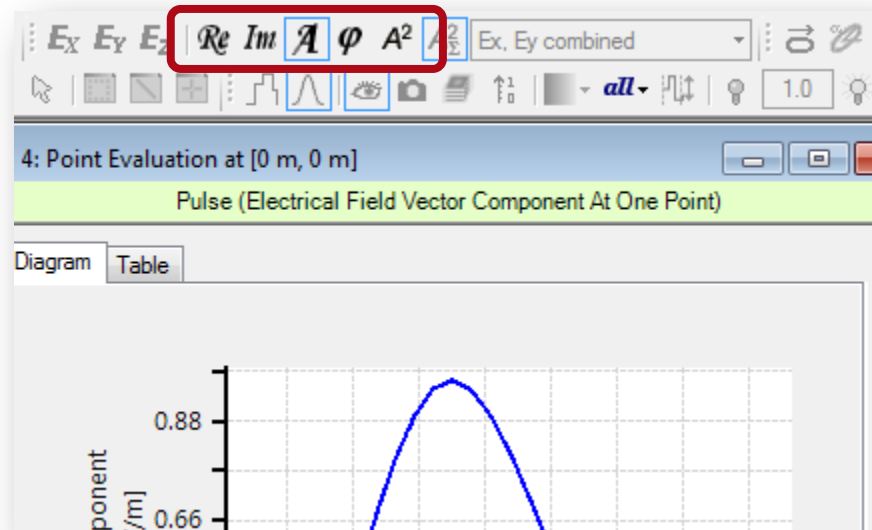 Ex Ey Ez Re Im A φ A² A²Σ Ex, Ey combined
all 1.0
4: Point Evaluation at [0 m, 0 m]
Pulse (Electrical Field Vector Component At One Point)
Diagram Table
0.88
0.66
ponent
/m]